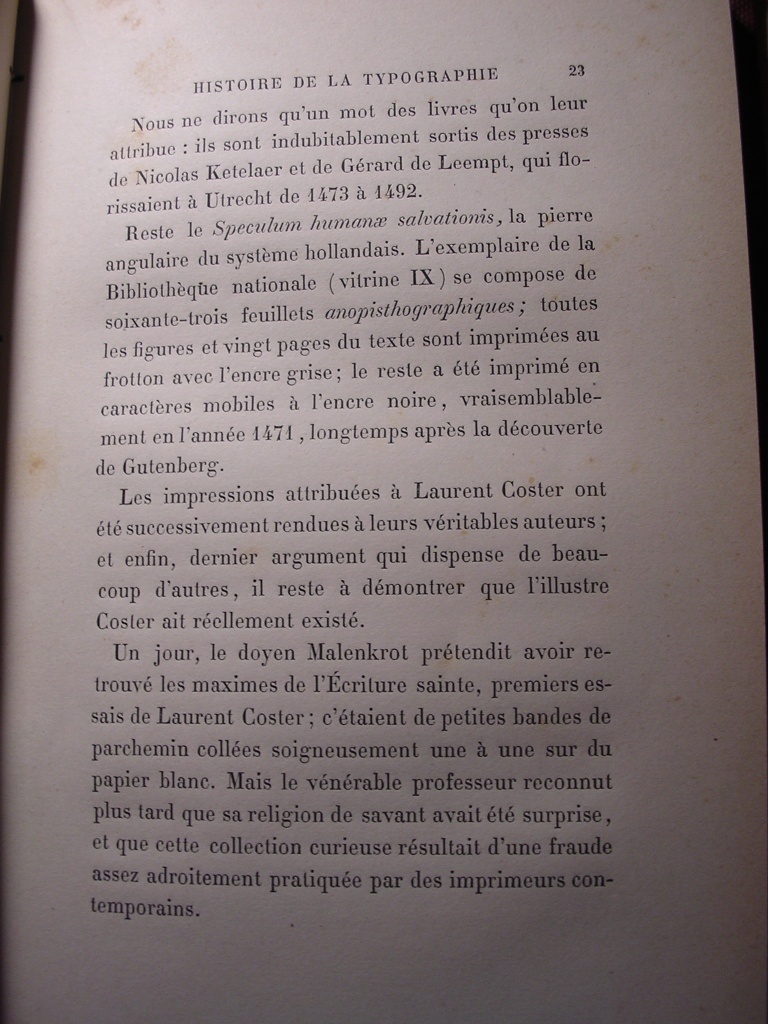 HISTOIRE DE LA TYPOGRAPHIE 23
Nous ne dirons qu'un mot des livres qu'on leur
attribue : ils sont indubitablement sortis des presses
de Nicolas Ketelaer et de Gérard de Leempt, qui flo-
rissaient à Utrecht de 1473 à 1492.
Reste le Speculum humanæ salvationis, la pierre
angulaire du système hollandais. L'exemplaire de la
Bibliothèque nationale (vitrine IX) se compose de
soixante-trois feuillets anopisthographiques; toutes
les figures et vingt pages du texte sont imprimées au
frotton avec l'encre grise; le reste a été imprimé en
caractères mobiles à l'encre noire, vraisemblable-
ment en l'année 1471, longtemps après la découverte
de Gutenberg.
Les impressions attribuées à Laurent Coster ont
été successivement rendues à leurs véritables auteurs;
et enfin, dernier argument qui dispense de beau-
coup d'autres, il reste à démontrer que l'illustre
Coster ait réellement existé.
Un jour, le doyen Malenkrot prétendit avoir re-
trouvé les maximes de l'Écriture sainte, premiers es-
sais de Laurent Coster; c'étaient de petites bandes de
parchemin collées soigneusement une à une sur du
papier blanc. Mais le vénérable professeur reconnut
plus tard que sa religion de savant avait été surprise,
et que cette collection curieuse résultait d'une fraude
assez adroitement pratiquée par des imprimeurs con-
temporains.